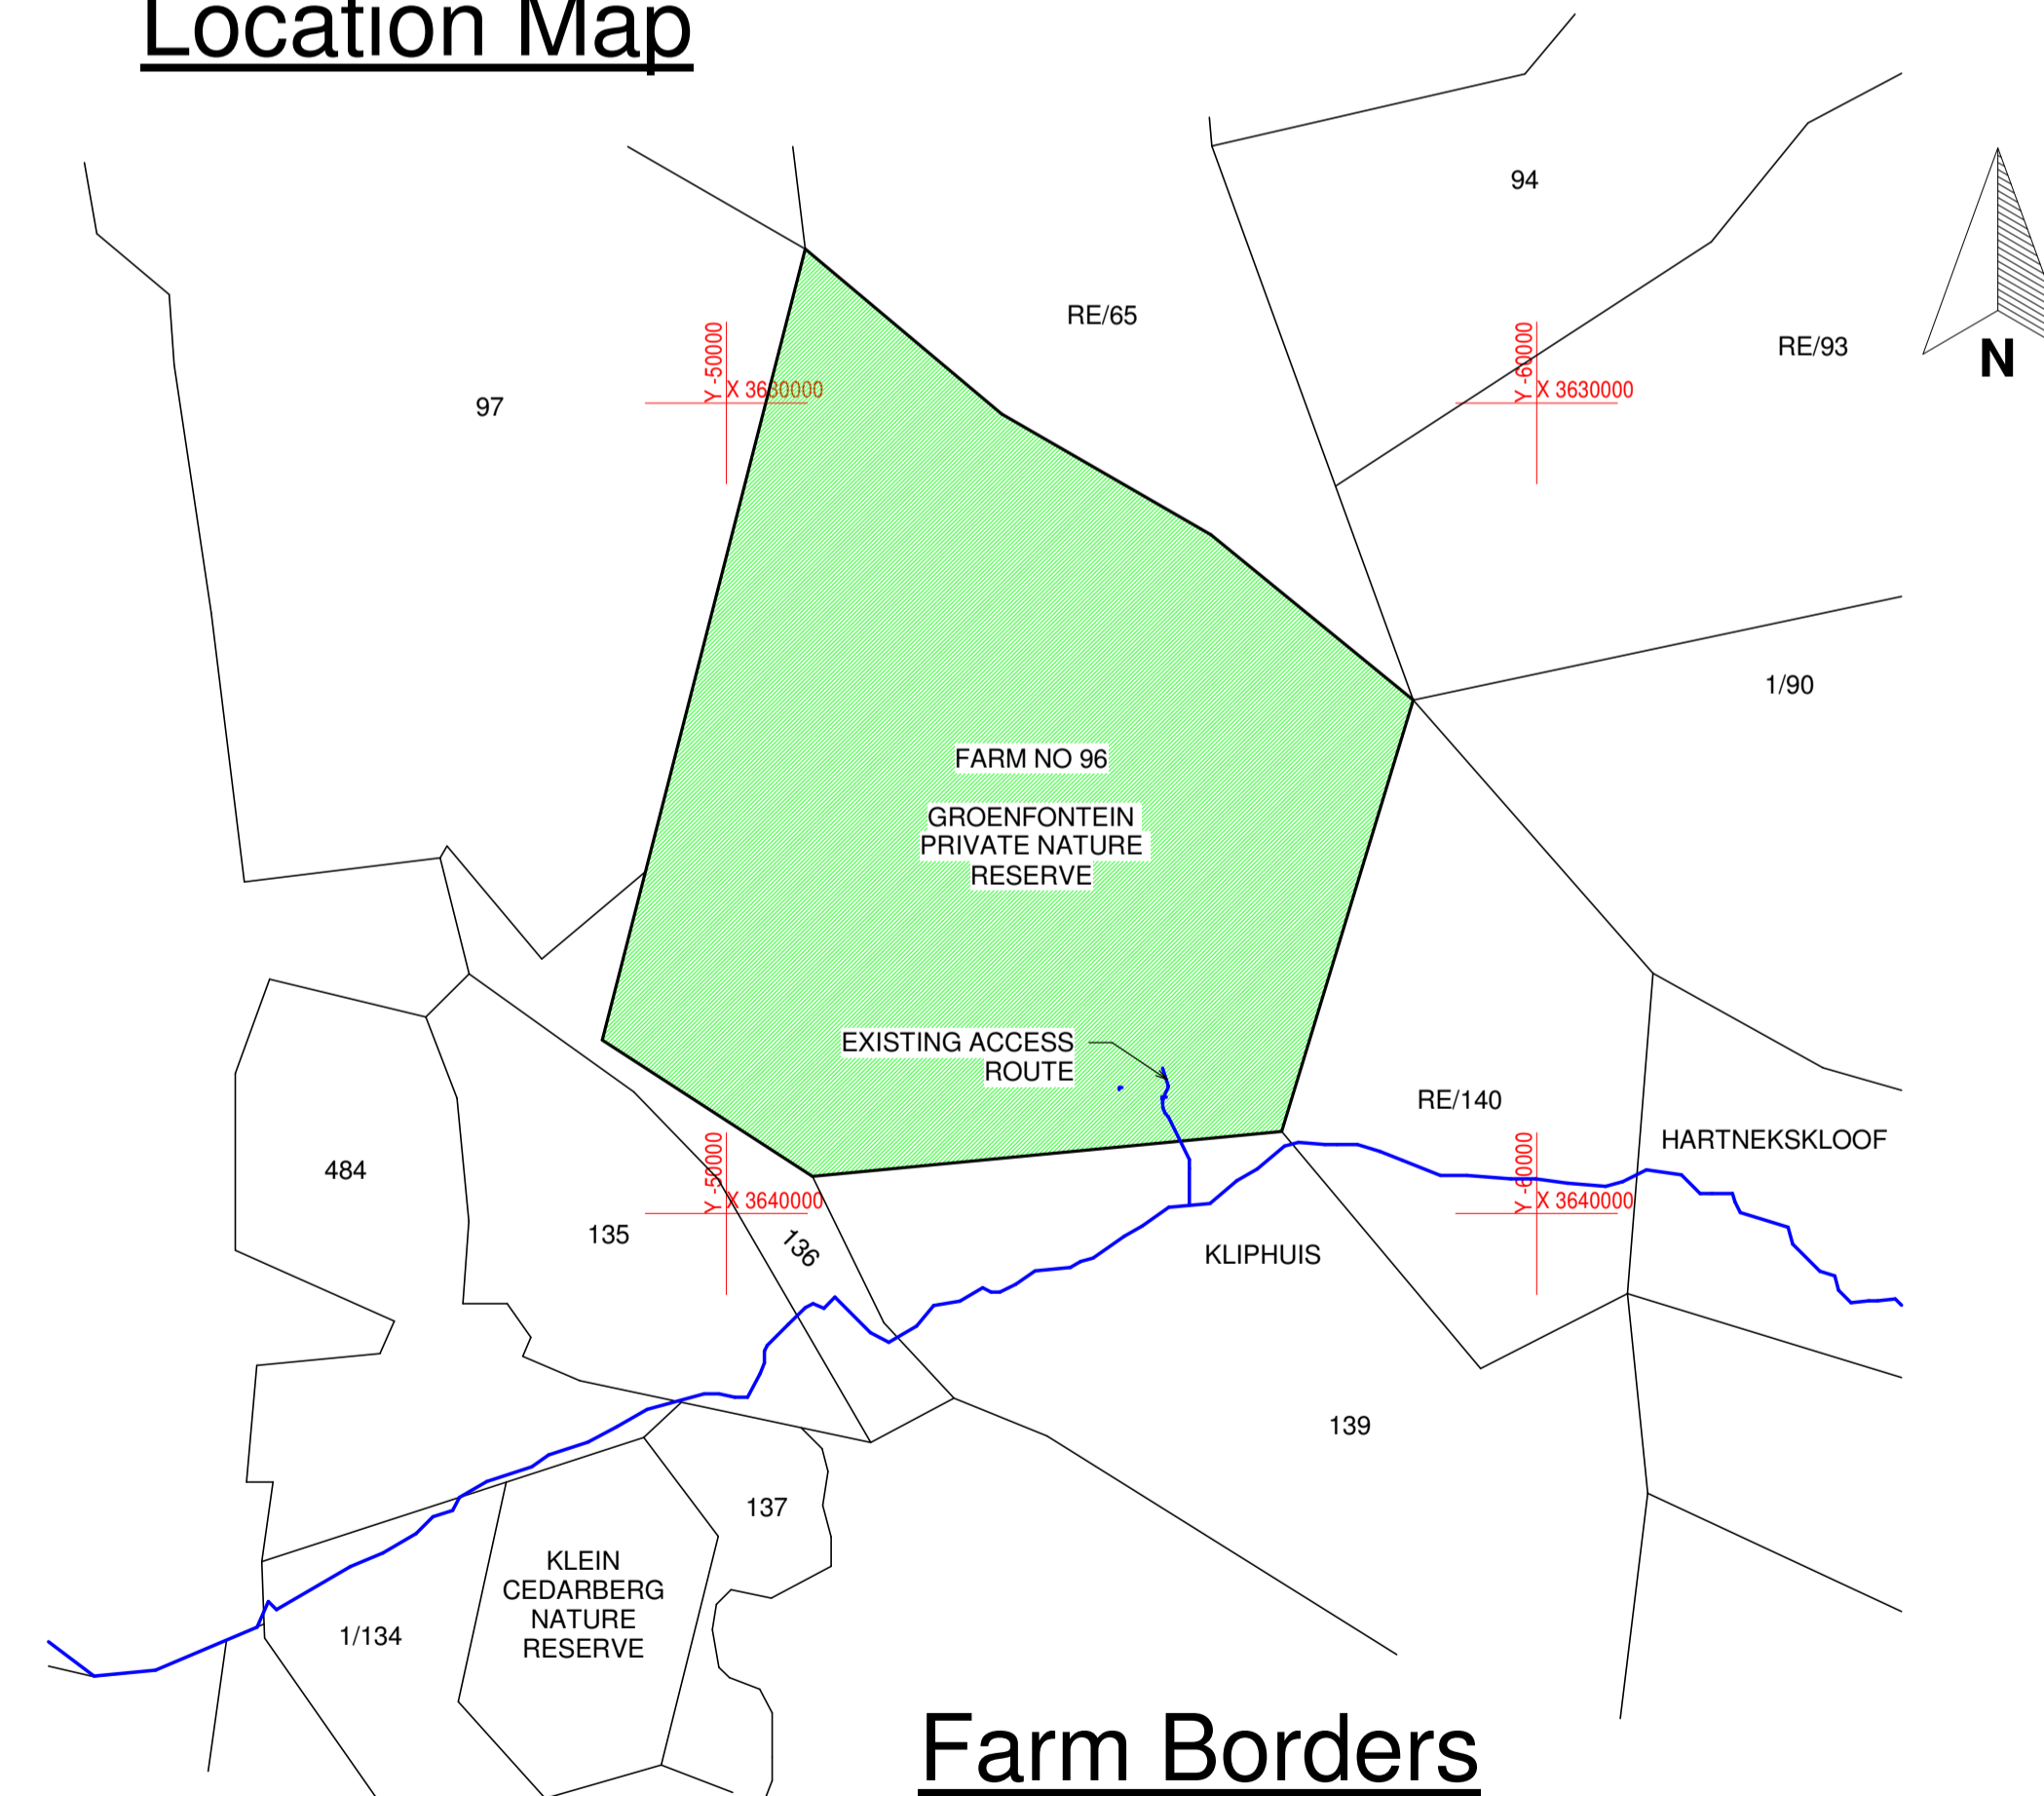 Location Map
94
RE/65
Y -50000
X 3630000
Y -60000
X 3630000
RE/93
N
97
1/90
FARM NO 96
GROENFONTEIN
PRIVATE NATURE
RESERVE
EXISTING ACCESS
ROUTE
RE/140
HARTNEKSKLOOF
484
Y -50000
X 3640000
Y -60000
X 3640000
135
136
KLIPHUIS
139
137
KLEIN
CEDARBERG
NATURE
RESERVE
1/134
Farm Borders